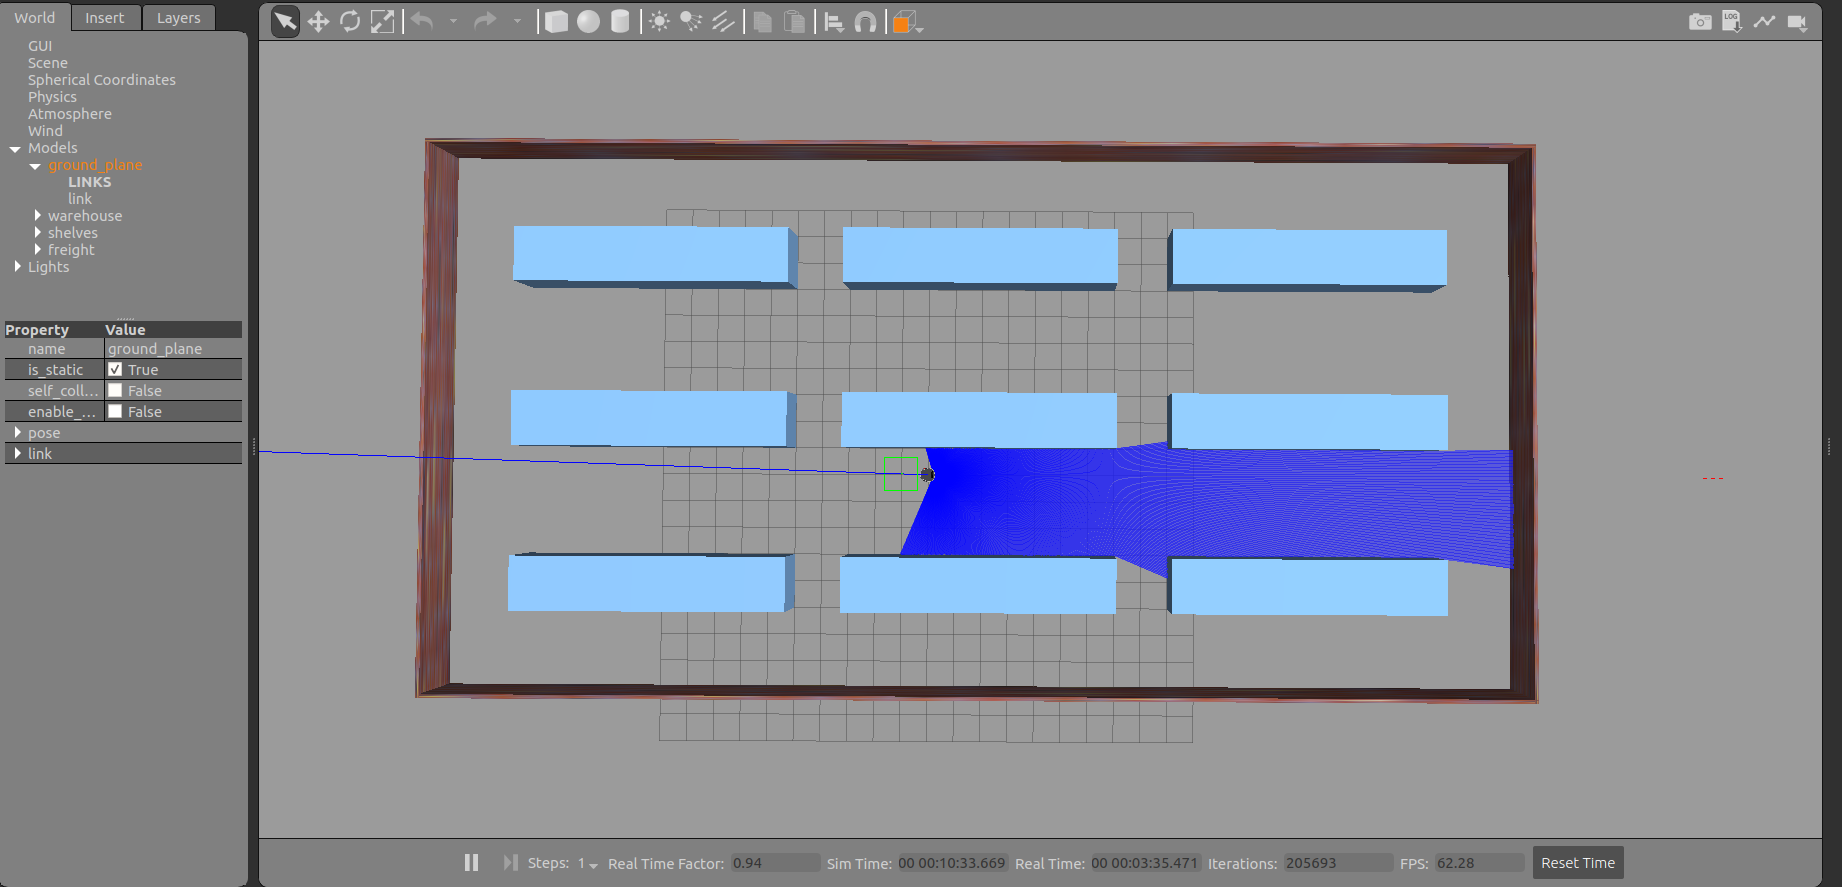 World Insert Layers
GUI
Scene
Spherical Coordinates
Physics
Atmosphere
Wind
Models
ground_plane
LINKS
link
warehouse
shelves
freight
Lights
Property Value
name ground_plane
is_static True
self_coll... False
enable_... False
pose
link
LOG
Steps: 1 Real Time Factor: 0.94 Sim Time: 00 00:10:33.669 Real Time: 00 00:03:35.471 Iterations: 205693 FPS: 62.28 Reset Time